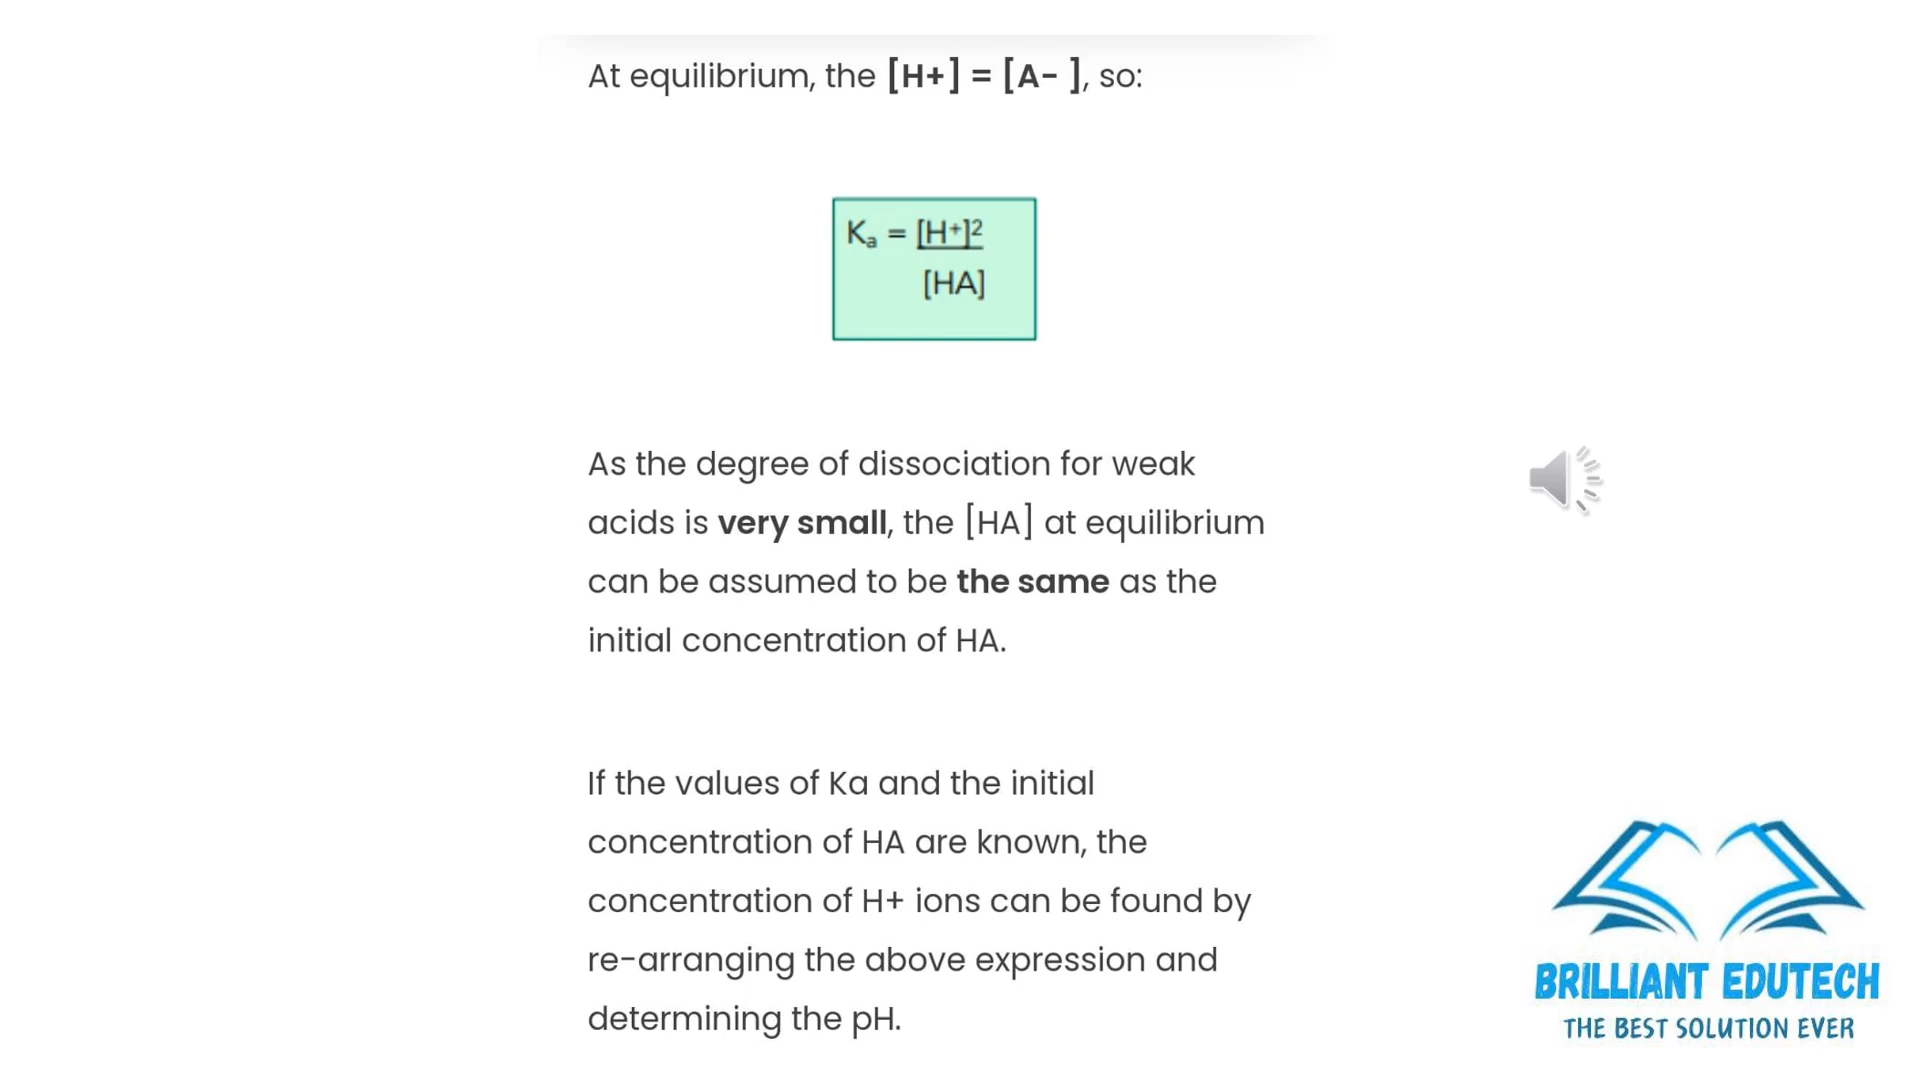 At equilibrium, the [H+] = [A- ], so:
Kₐ = [H⁺]²
[HA]
As the degree of dissociation for weak
acids is very small, the [HA] at equilibrium
can be assumed to be the same as the
initial concentration of HA.
If the values of Ka and the initial
concentration of HA are known, the
concentration of H+ ions can be found by
re-arranging the above expression and
determining the pH.
BRILLIANT EDUTECH
THE BEST SOLUTION EVER